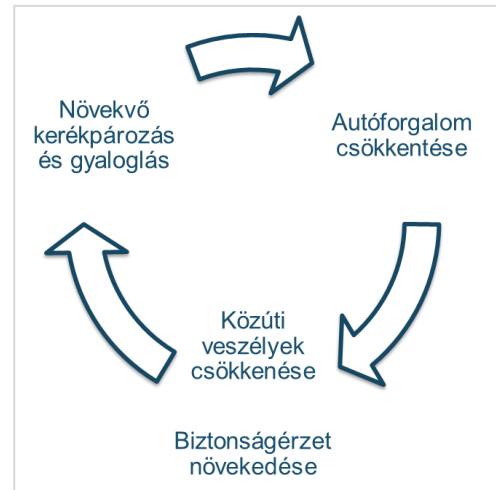 Növekvő
kerékpározás
és gyaloglás
Autóforgalom
csökkentése
Közúti
veszélyek
csökkenése
Biztonságérzet
növekedése